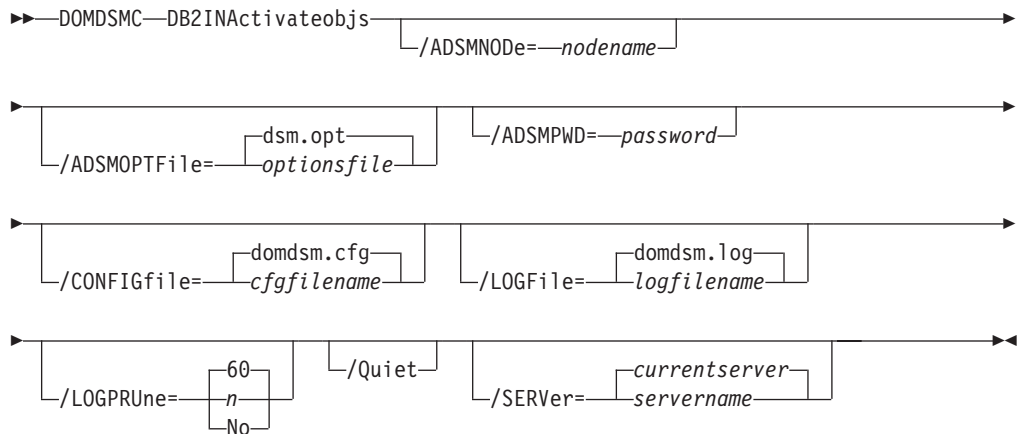 DOMDSMC DB2INActivateobjs
/ADSMNODe= nodename
dsm.opt
/ADSMOPTFile= optionsfile
/ADSMPWD= password
domdsm.cfg
/CONFIGfile= cfgfilename
domdsm.log
/LOGFile= logfilename
60
/LOGPRUne= n
No
/Quiet
currentserver
/SERVer= servername